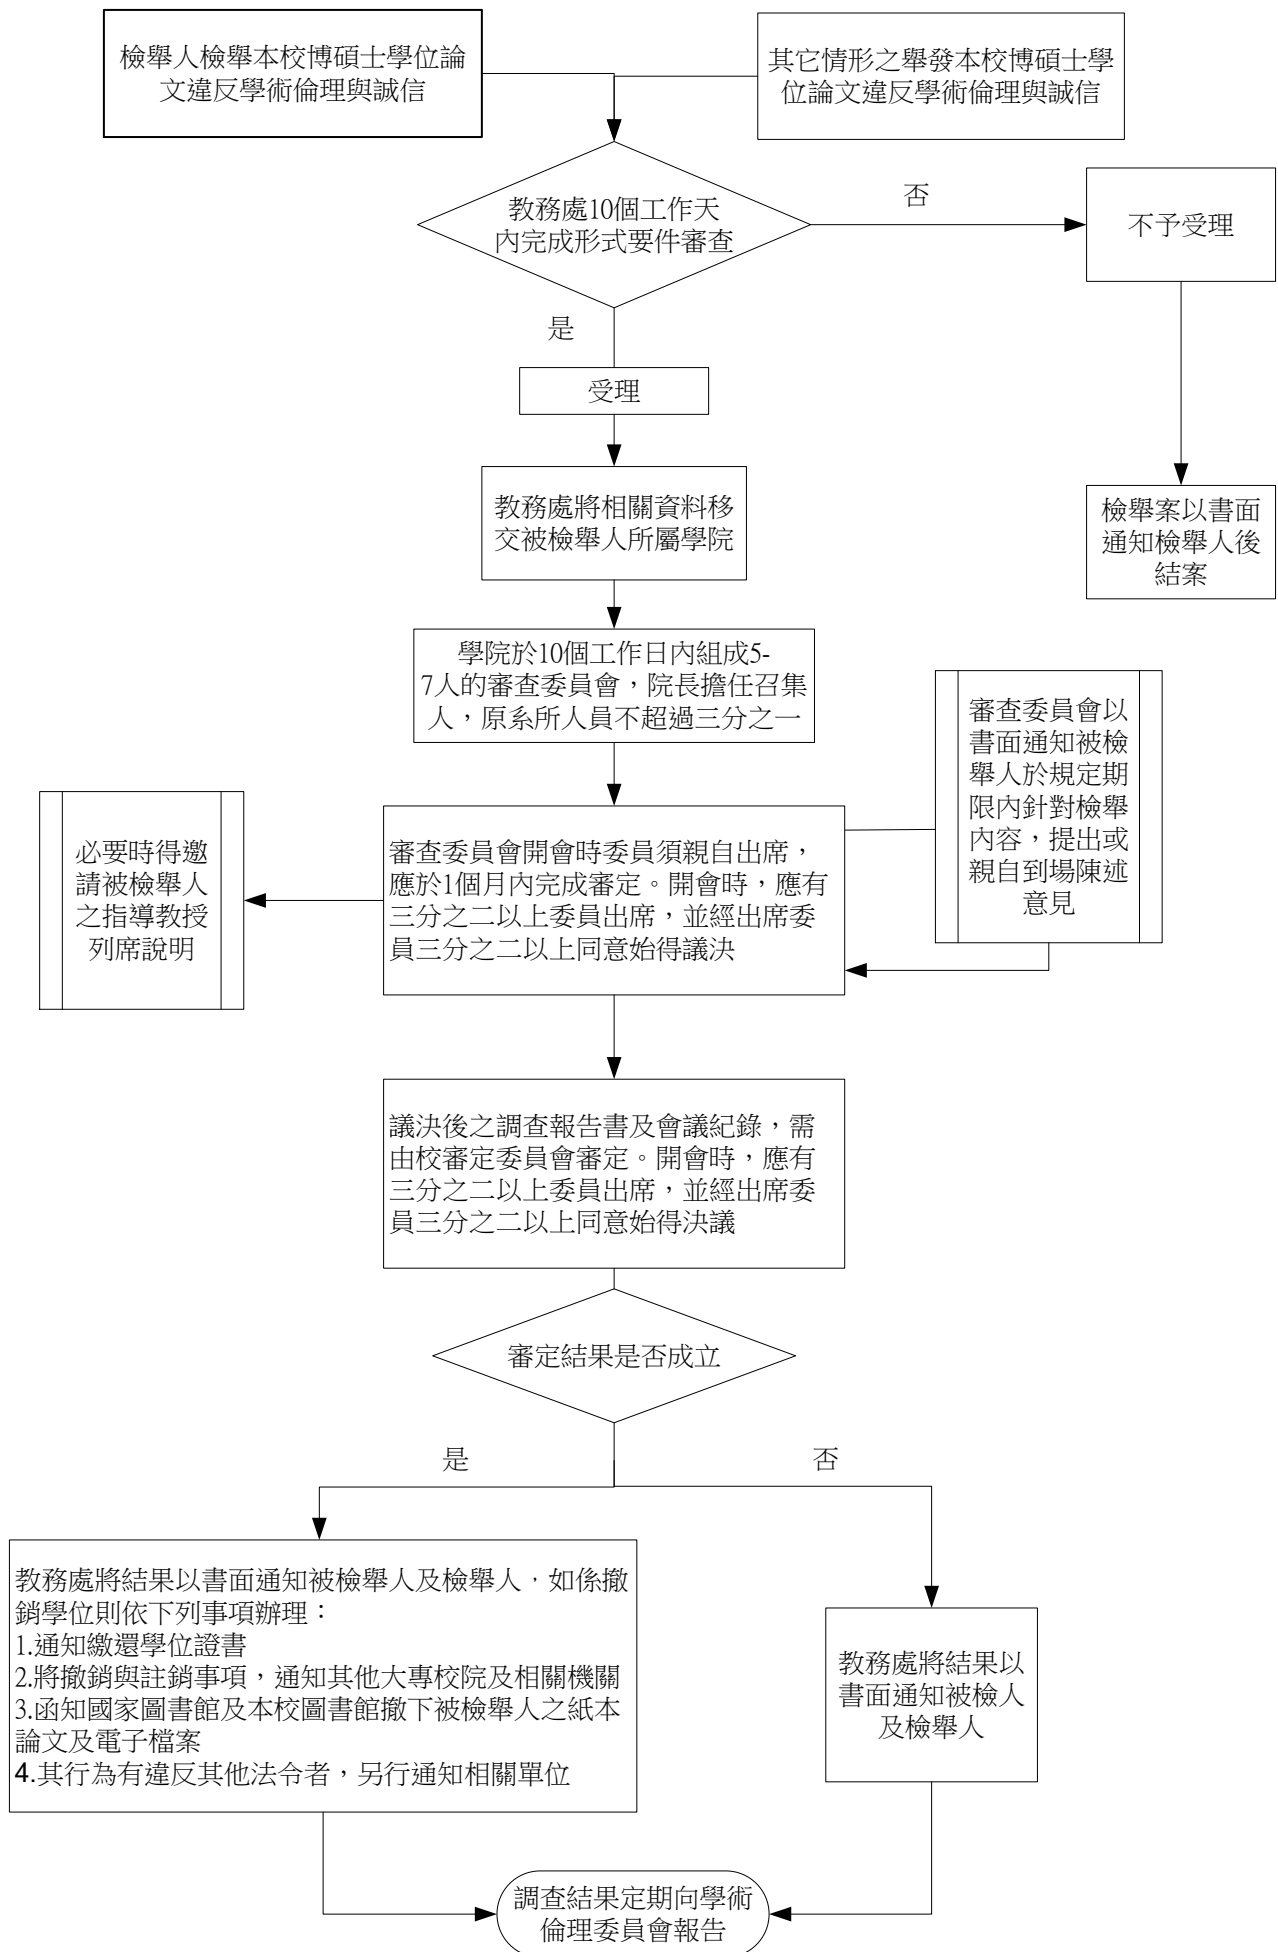 檢舉人檢舉本校博碩士學位論
文違反學術倫理與誠信
其它情形之舉發本校博碩士學
位論文違反學術倫理與誠信
教務處10個工作天
內完成形式要件審查
否
不予受理
是
受理
教務處將相關資料移
交被檢舉人所屬學院
檢舉案以書面
通知檢舉人後
結案
學院於10個工作日內組成5-
7人的審查委員會，院長擔任召集
人，原系所人員不超過三分之一
審查委員會以
書面通知被檢
舉人於規定期
限內針對檢舉
內容，提出或
親自到場陳述
意見
必要時得邀
請被檢舉人
之指導教授
列席說明
審查委員會開會時委員須親自出席，
應於1個月內完成審定。開會時，應有
三分之二以上委員出席，並經出席委
員三分之二以上同意始得議決
議決後之調查報告書及會議紀錄，需
由校審定委員會審定。開會時，應有
三分之二以上委員出席，並經出席委
員三分之二以上同意始得決議
審定結果是否成立
是
否
教務處將結果以書面通知被檢舉人及檢舉人，如係撤
銷學位則依下列事項辦理：
1.通知繳還學位證書
2.將撤銷與註銷事項，通知其他大專校院及相關機關
3.函知國家圖書館及本校圖書館撤下被檢舉人之紙本
論文及電子檔案
4.其行為有違反其他法令者，另行通知相關單位
教務處將結果以
書面通知被檢人
及檢舉人
調查結果定期向學術
倫理委員會報告